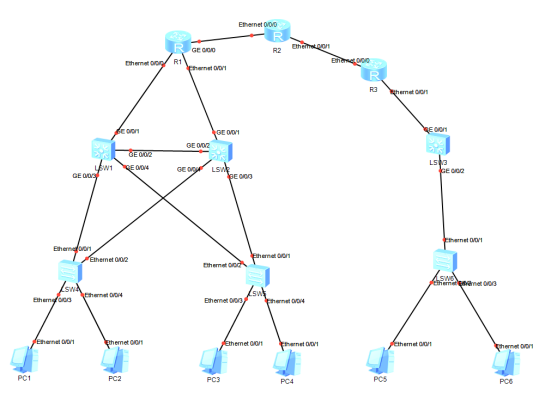 Ethernet 0/0/0
GE 0/0/0
R1
R2
Ethernet 0/0/1
Ethernet 0/0/0
R3
Ethernet 0/0/0
Ethernet 0/0/1
Ethernet 0/0/1
GE 0/0/1
GE 0/0/1
GE 0/0/1
GE 0/0/2
GE 0/0/2
LSW1
LSW2
LSW3
GE 0/0/3
GE 0/0/4
GE 0/0/4
GE 0/0/3
GE 0/0/2
Ethernet 0/0/1
Ethernet 0/0/2
Ethernet 0/0/1
Ethernet 0/0/2
Ethernet 0/0/1
LSW4
LSW5
LSW6
Ethernet 0/0/3
Ethernet 0/0/4
Ethernet 0/0/3
Ethernet 0/0/4
Ethernet 0/0/3
Ethernet 0/0/1
Ethernet 0/0/1
Ethernet 0/0/1
Ethernet 0/0/1
Ethernet 0/0/1
Ethernet 0/0/1
PC1
PC2
PC3
PC4
PC5
PC6